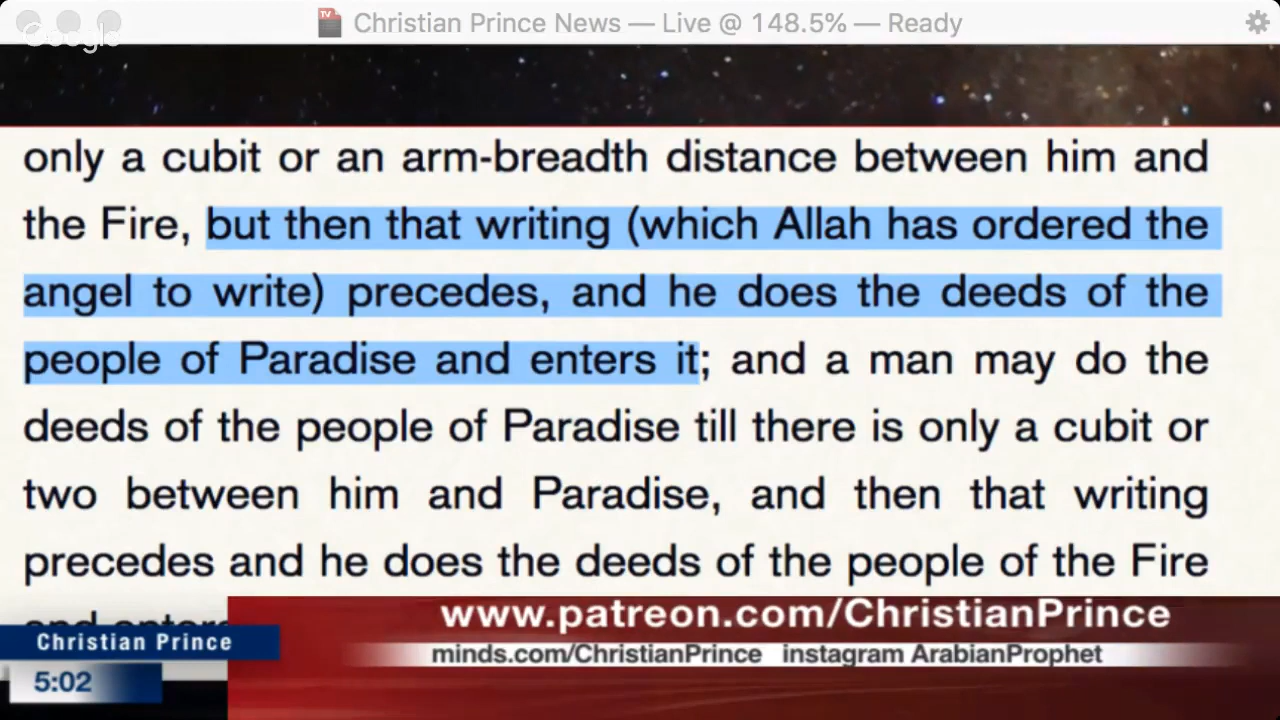 Christian Prince News — Live @ 148.5% — Ready
Google
only a cubit or an arm-breadth distance between him and
the Fire, but then that writing (which Allah has ordered the
angel to write) precedes, and he does the deeds of the
people of Paradise and enters it; and a man may do the
deeds of the people of Paradise till there is only a cubit or
two between him and Paradise, and then that writing
precedes and he does the deeds of the people of the Fire
www.patreon.com/ChristianPrince
Christian Prince
minds.com/ChristianPrince instagram ArabianProphet
5:02